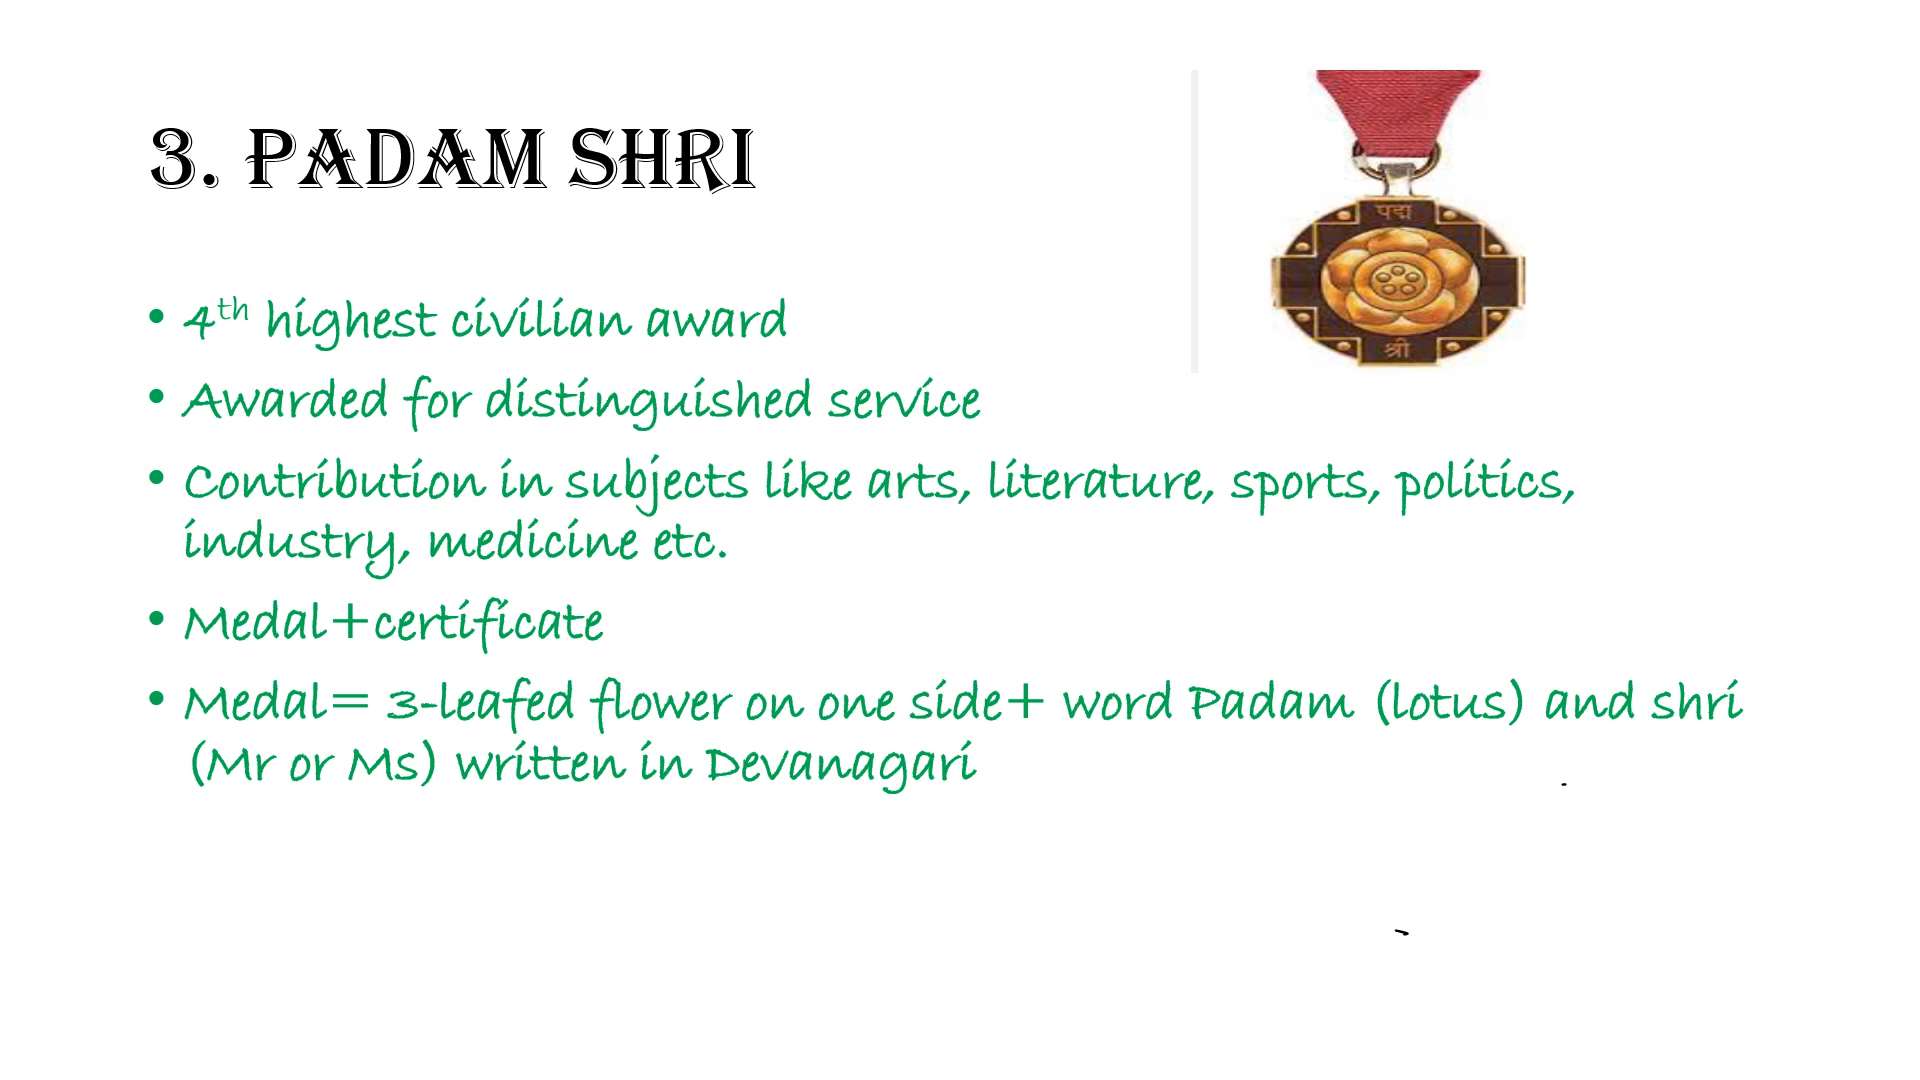 3. PADAM SHRI
पद्म
श्री
• 4th highest civilian award
• Awarded for distinguished service
• Contribution in subjects like arts, literature, sports, politics,
industry, medicine etc.
• Medal+certificate
• Medal= 3-leafed flower on one side+ word Padam (lotus) and shri
(Mr or Ms) written in Devanagari